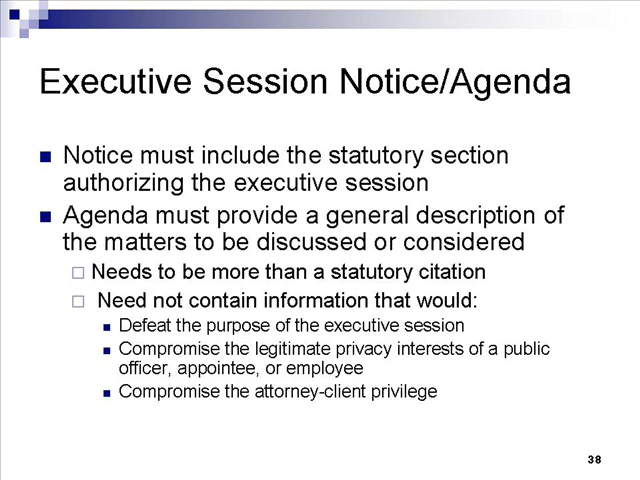 Executive Session Notice/Agenda
Notice must include the statutory section
authorizing the executive session
Agenda must provide a general description of
the matters to be discussed or considered
Needs to be more than a statutory citation
Need not contain information that would:
Defeat the purpose of the executive session
Compromise the legitimate privacy interests of a public
officer, appointee, or employee
Compromise the attorney-client privilege
38